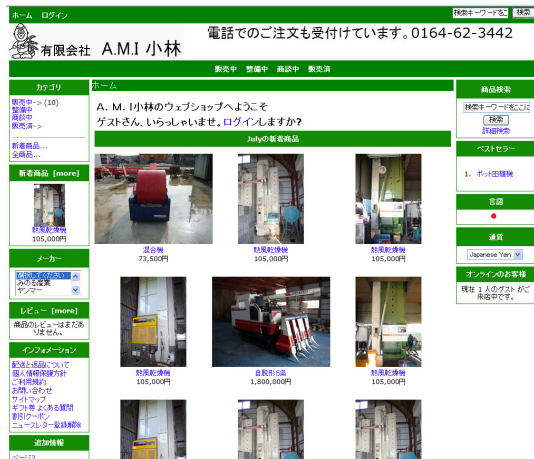 ホーム ログイン
検索キーワードをこ 検索
有限会社 A.M.I 小林
電話でのご注文も受付けています。0164-62-3442
販売中 整備中 商談中 販売済
カテゴリ
販売中-> (10)
整備中
商談中
販売済->
新着商品...
全商品...
新着商品 [more]
熱風乾燥機
105,000円
メーカー
選択してください
みのる産業
ヤンマー
レビュー [more]
商品のレビューはまだあ
りません。
インフォメーション
配送と返品について
個人情報保護方針
ご利用規約
お問い合わせ
サイトマップ
ギフト券 よくある質問
割引クーポン
ニュースレター登録解除
追加情報
ページ2
ホーム
A. M. I小林のウェブショップへようこそ
ゲストさん、いらっしゃいませ。ログインしますか?
Julyの新着商品
混合機
73,500円
熱風乾燥機
105,000円
熱風乾燥機
105,000円
熱風乾燥機
105,000円
自脱形5条
1,800,000円
熱風乾燥機
105,000円
商品検索
検索キーワードをここに
検索
詳細検索
ベストセラー
1. ポット田植機
言語
通貨
Japanese Yen
オンラインのお客様
現在 1 人のゲスト がご
来店中です。